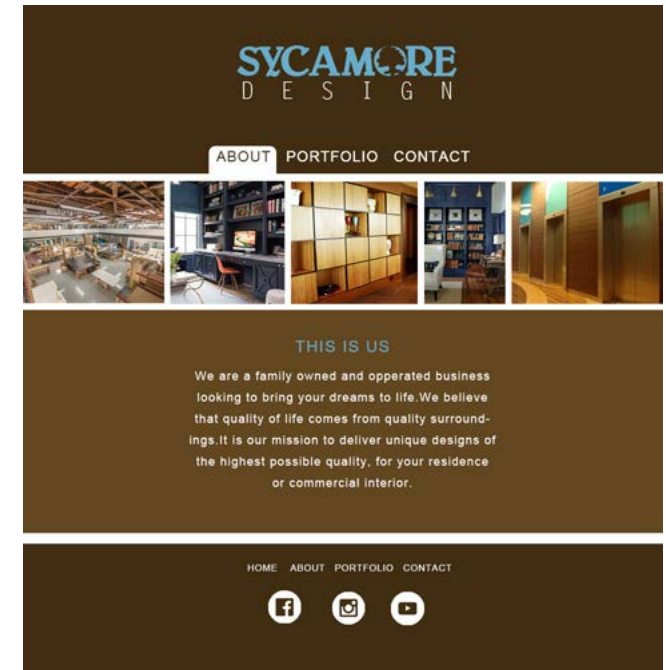 SYCAMORE
DESIGN
ABOUT PORTFOLIO CONTACT
THIS IS US
We are a family owned and opperated business
looking to bring your dreams to life.We believe
that quality of life comes from quality surround-
ings.It is our mission to deliver unique designs of
the highest possible quality, for your residence
or commercial interior.
HOME ABOUT PORTFOLIO CONTACT